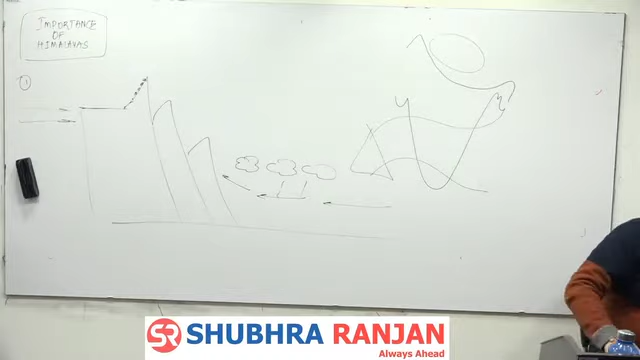 IMPORTANCE
OF
HIMALAYAS
1
SR SHUBHRA RANJAN
Always Ahead